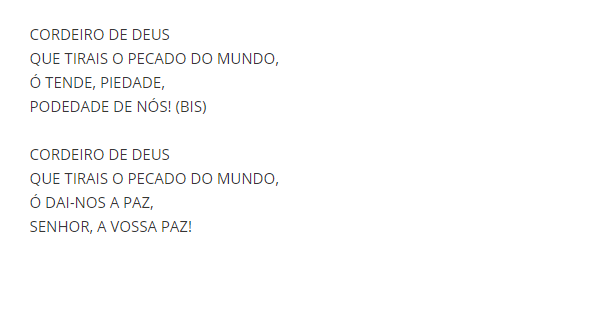 CORDEIRO DE DEUS
QUE TIRAIS O PECADO DO MUNDO,
Ó TENDE, PIEDADE,
PODEDADE DE NÓS! (BIS)
CORDEIRO DE DEUS
QUE TIRAIS O PECADO DO MUNDO,
Ó DAI-NOS A PAZ,
SENHOR, A VOSSA PAZ!